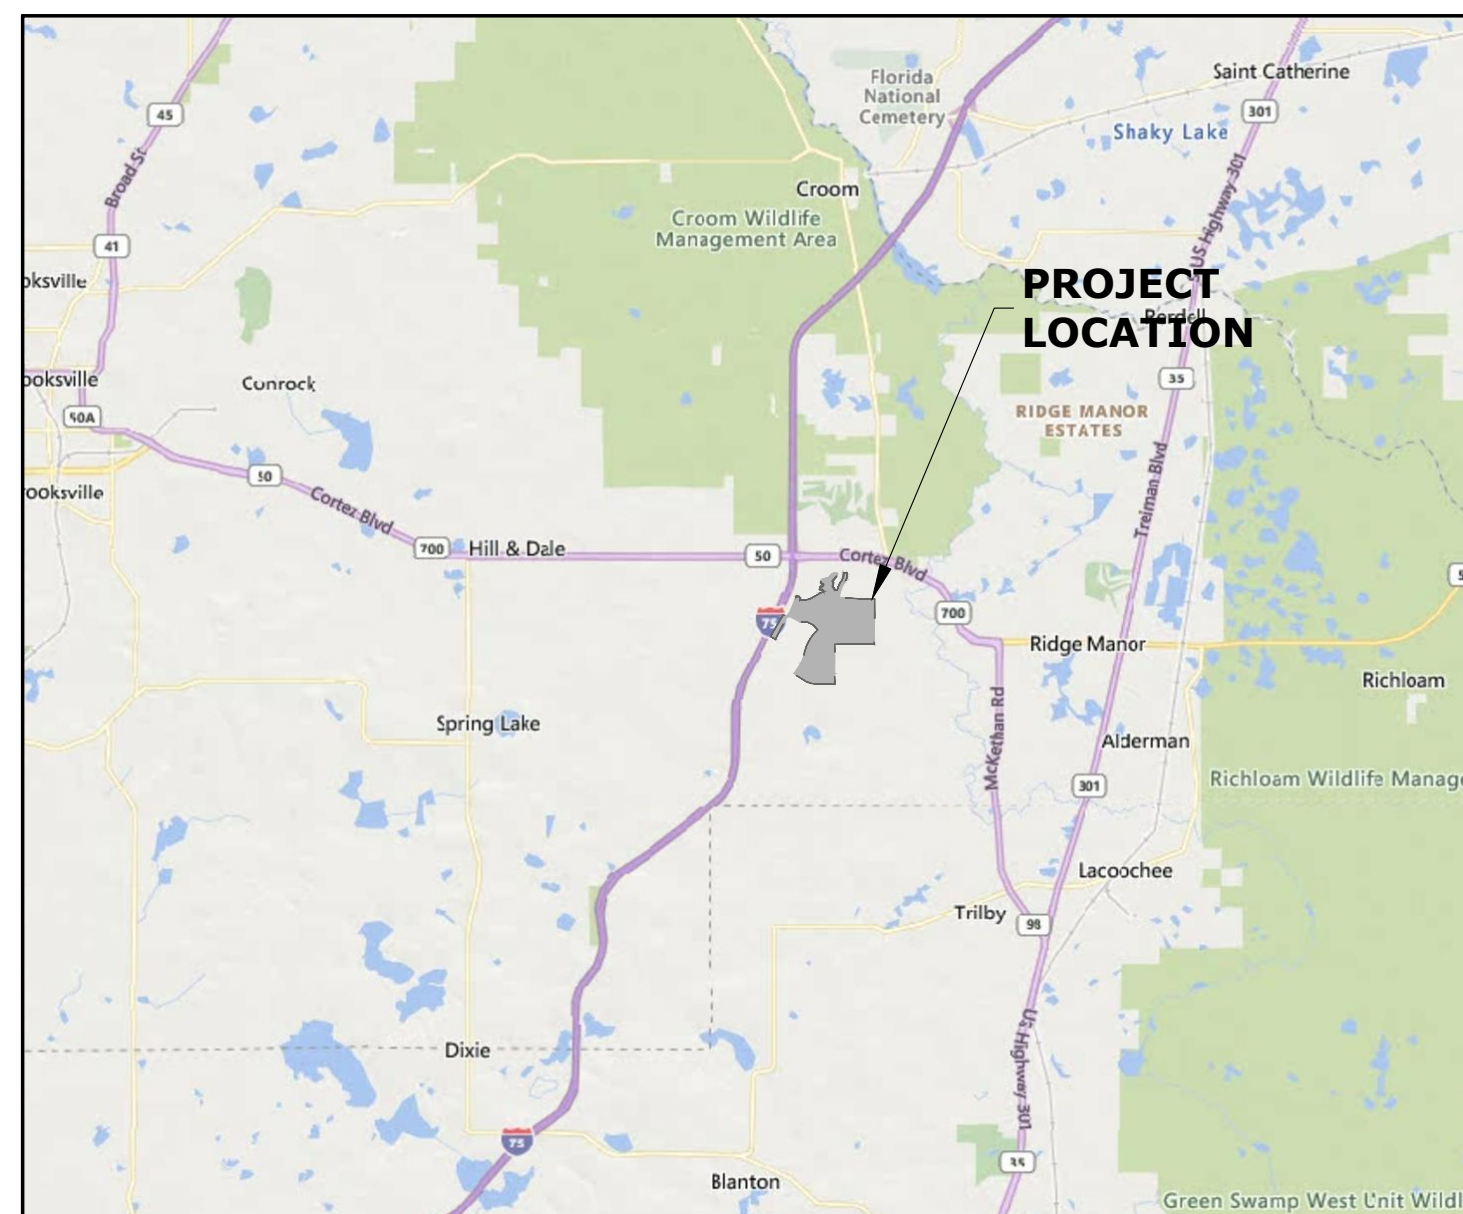 Saint Catherine
Florida
National
Cemetery
45
301
Shaky Lake
Broad St
US Highway 301
Croom
Croom Wildlife
Management Area
41
oksville
PROJECT
LOCATION
ooksville
Conrock
35
50A
RIDGE MANOR
ESTATES
50
rooksville
Cortez Blvd
Treiman Blvd
700
Hill & Dale
50
Cortez Blvd
5
700
75
Ridge Manor
Richloam
McKethan Rd
Spring Lake
Alderman
301
Richloam Wildlife Manag
Lacoochee
Trilby
98
Dixie
US Highway 301
75
35
Blanton
Green Swamp West Unit Wildl